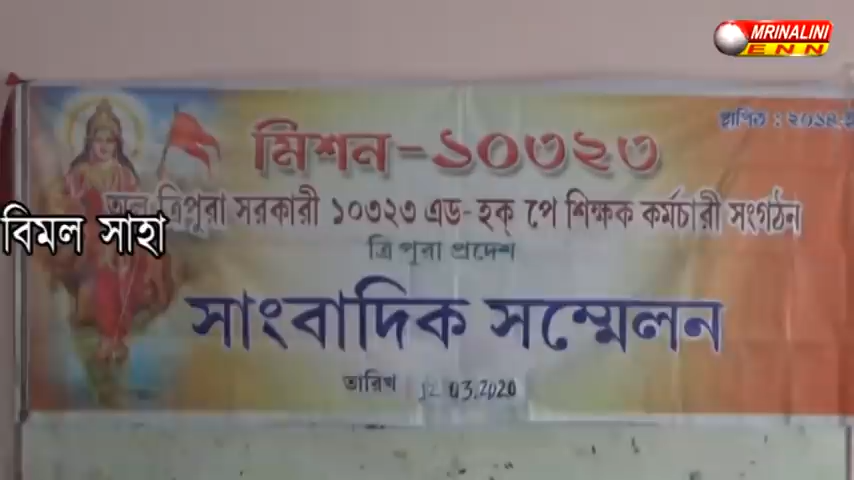 MRINALINI
ENN
স্থাপিত : ২০১৪ ইং
মিশন-১০৩২৩
অল ত্রিপুরা সরকারী ১০৩২৩ এড-হক্ পে শিক্ষক কর্মচারী সংগঠন
বিমল সাহা
ত্রিপুরা প্রদেশ
সাংবাদিক সম্মেলন
তারিখ 12.03.2020